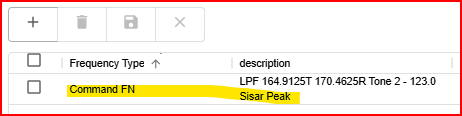 Frequency Type ↑ description
LPF 164.9125T 170.4625R Tone 2 - 123.0
Command FN Sisar Peak